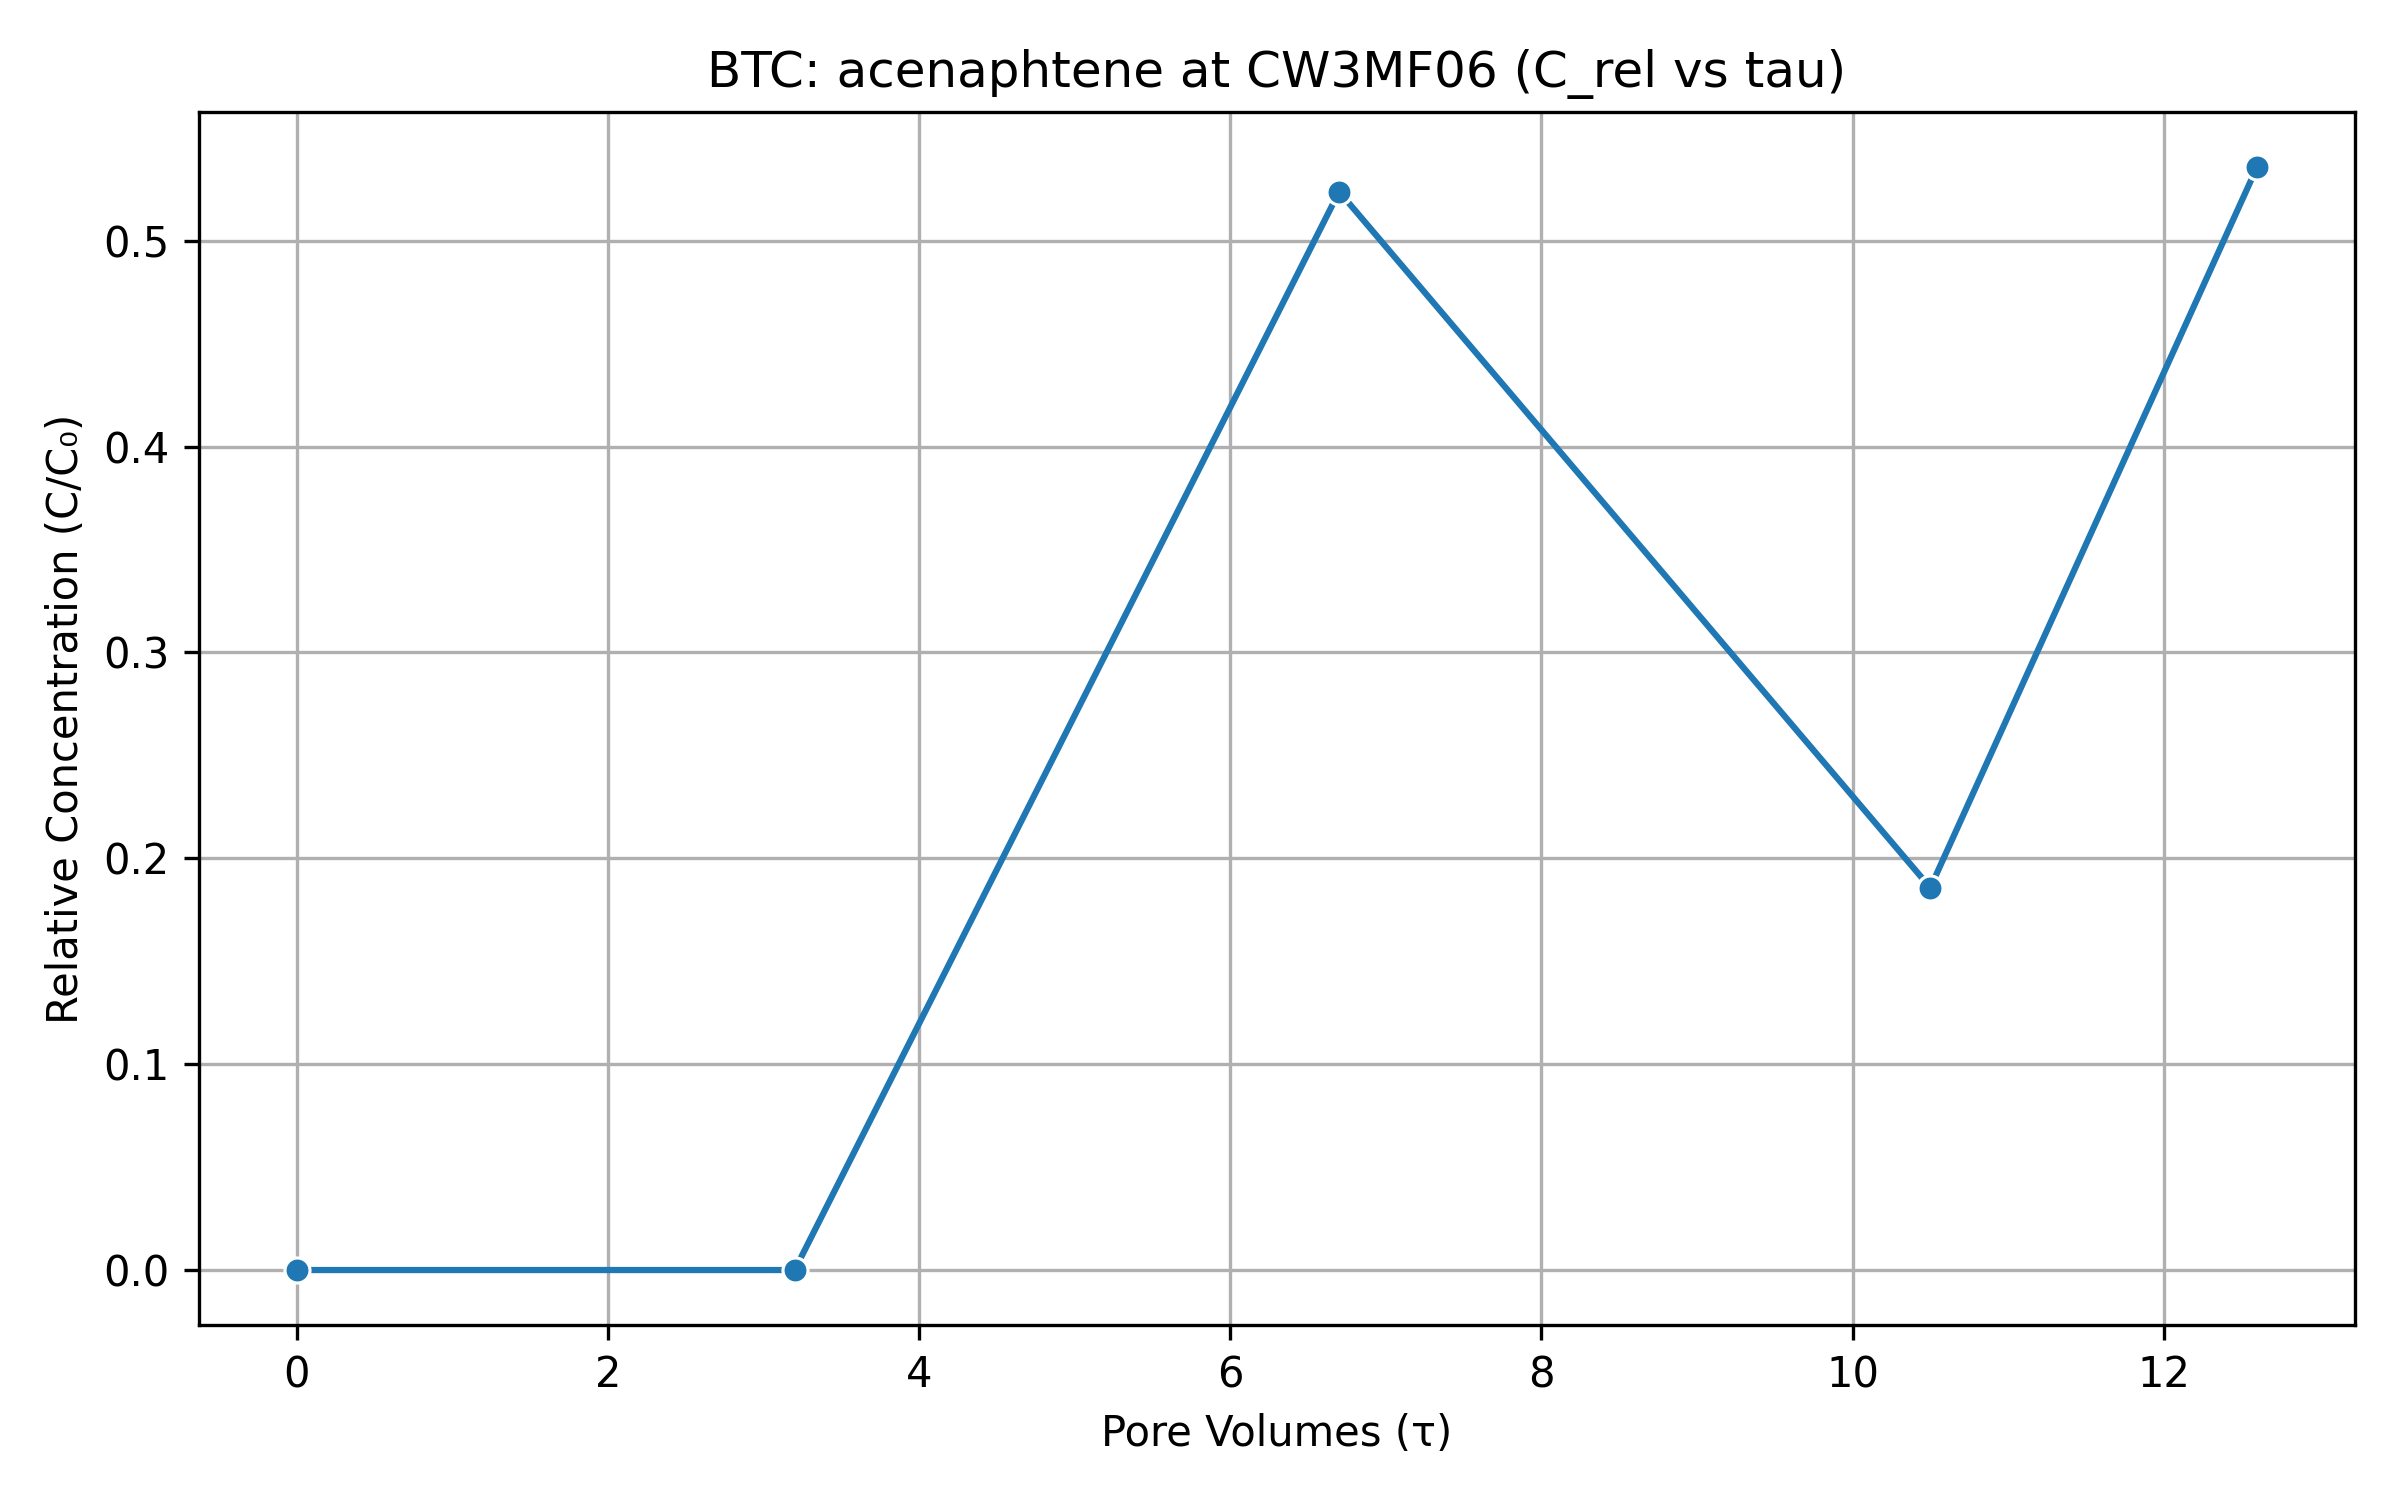 BTC: acenaphtene at CW3MF06 (C_rel vs tau)
Relative Concentration (C/C₀)
0.5
0.4
0.3
0.2
0.1
0.0
0 2 4 6 8 10 12
Pore Volumes (τ)